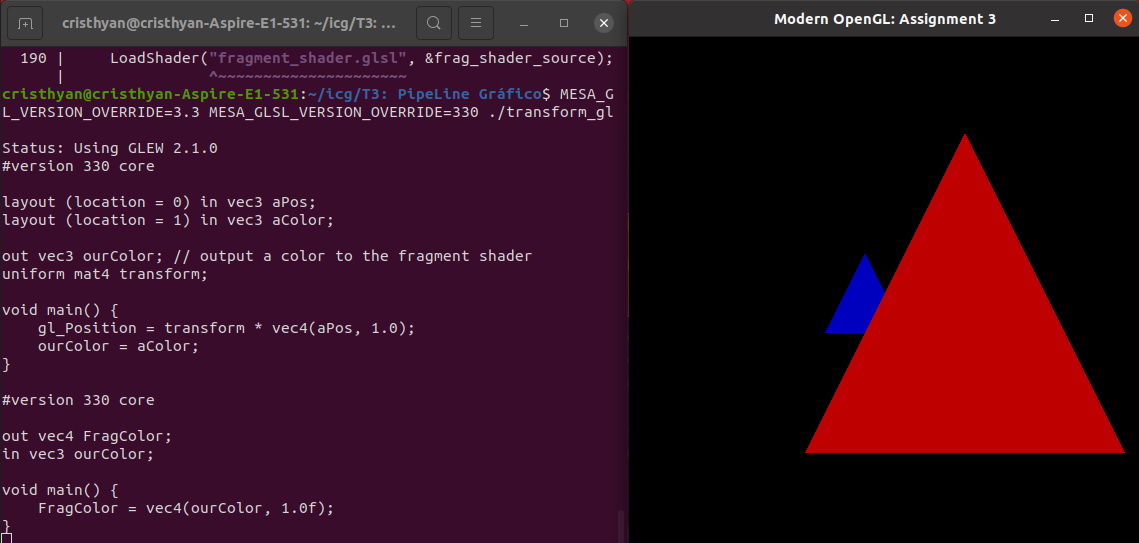 cristhyan@cristhyan-Aspire-E1-531: ~/icg/T3: ...
Modern OpenGL: Assignment 3
190 |     LoadShader("fragment_shader.glsl", &frag_shader_source);
|                ^~~~~~~~~~~~~~~~~~~~~~
cristhyan@cristhyan-Aspire-E1-531:~/icg/T3: PipeLine Gráfico$ MESA_G
L_VERSION_OVERRIDE=3.3 MESA_GLSL_VERSION_OVERRIDE=330 ./transform_gl
Status: Using GLEW 2.1.0
#version 330 core
layout (location = 0) in vec3 aPos;
layout (location = 1) in vec3 aColor;
out vec3 ourColor; // output a color to the fragment shader
uniform mat4 transform;
void main() {
    gl_Position = transform * vec4(aPos, 1.0);
    ourColor = aColor;
}
#version 330 core
out vec4 FragColor;
in vec3 ourColor;
void main() {
    FragColor = vec4(ourColor, 1.0f);
}